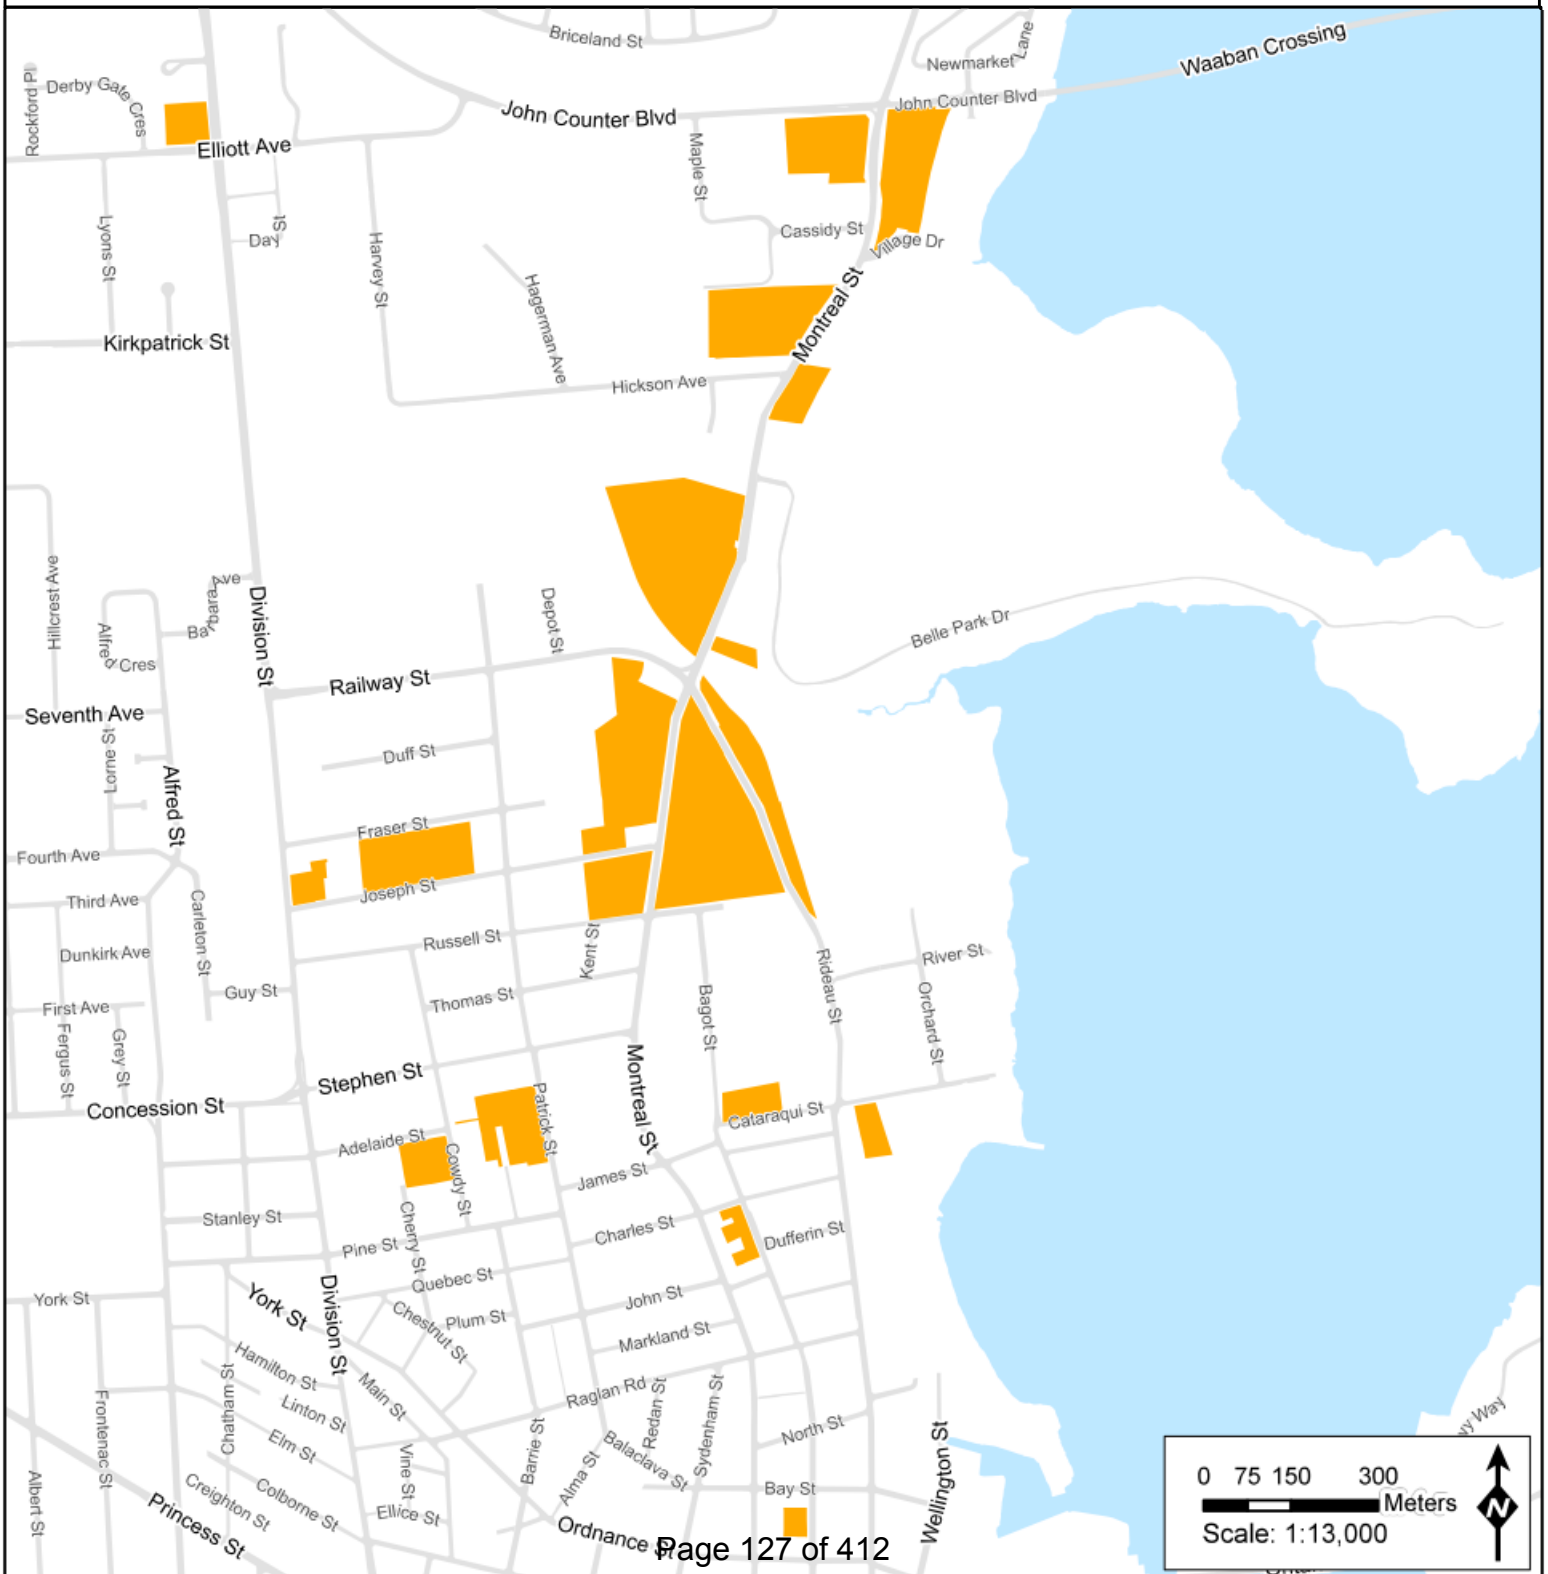 Briceland St
Newmarket Lane
Waaban Crossing
Rockford Pl
Derby Gate Cres
John Counter Blvd
John Counter Blvd
Elliott Ave
Maple St
Lyons St
Day St
Harvey St
Cassidy St
Village Dr
Hagerman Ave
Montreal St
Kirkpatrick St
Hickson Ave
Hillcrest Ave
Ave
Division St
Depot St
Alfred Cres
Belle Park Dr
Railway St
Seventh Ave
Lorne St
Duff St
Alfred St
Fraser St
Fourth Ave
Joseph St
Third Ave
Carleton St
Russell St
Kent St
Dunkirk Ave
Rideau St
River St
Guy St
Thomas St
First Ave
Bagot St
Orchard St
Fergus St
Grey St
Montreal St
Stephen St
Concession St
Patrick St
Cataraqui St
Adelaide St
Cowdy St
James St
Stanley St
Cherry St
Charles St
Dufferin St
Pine St
Quebec St
York St
York St
Division St
John St
Chestnut St
Plum St
Markland St
Hamilton St
Chatham St
Main St
Raglan Rd
Redan St
Sydenham St
Linton St
Frontenac St
North St
Elm St
Barrie St
Balaclava St
Wellington St
Vine St
Alma St
Albert St
Creighton St
Colborne St
Ellice St
Bay St
Princess St
Ordnance St
Page 127 of 412
0 75 150 300
Meters
Scale: 1:13,000
N